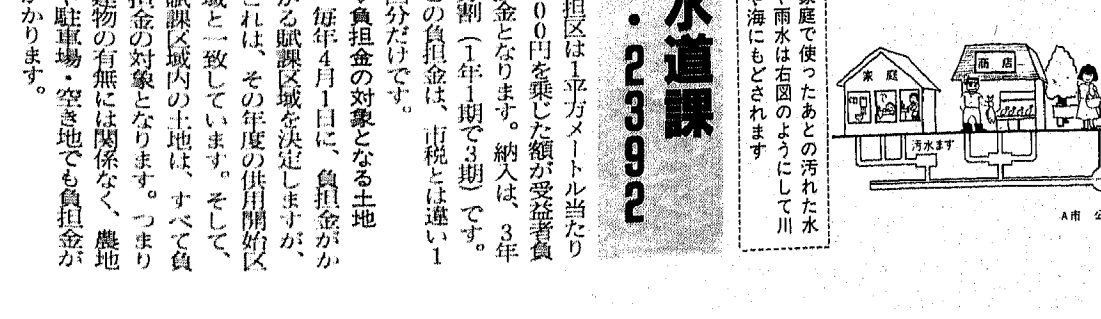 家庭
商店
汚水ます
A市
家庭で使ったあとの汚れた水
や雨水は右図のようにして川
や海にもどされます
水道課
・2392
担区は1平方メートル当たり
00円を乗じた額が受益者負
金となります。納入は、3年
割（1年1期で3期）です。
の負担金は、市税とは違い1
分だけです。
負担金の対象となる土地
毎年4月1日に、負担金がか
る賦課区域を決定しますが、
れは、その年度の供用開始区
域と一致しています。そして、
賦課区域内の土地は、すべて負
担金の対象となります。つまり
建物の有無には関係なく、農地
や駐車場・空き地でも負担金が
かります。